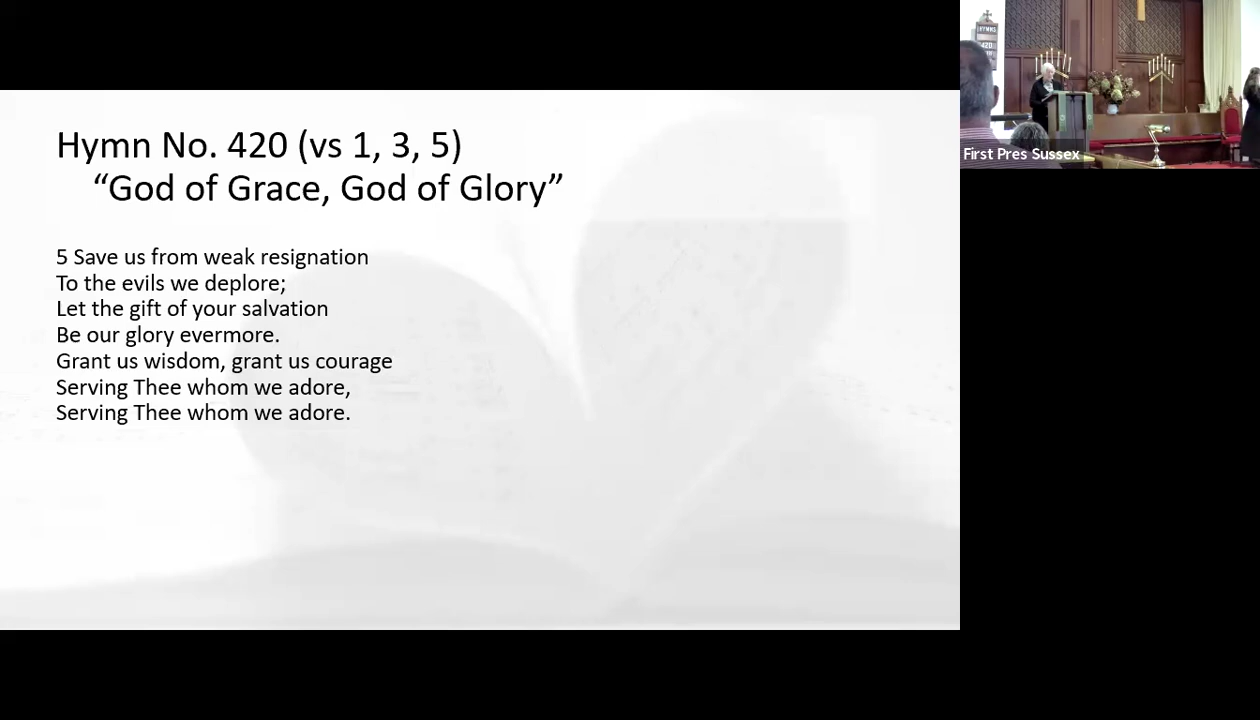 Hymn No. 420 (vs 1, 3, 5)
“God of Grace, God of Glory”
5 Save us from weak resignation
To the evils we deplore;
Let the gift of your salvation
Be our glory evermore.
Grant us wisdom, grant us courage
Serving Thee whom we adore,
Serving Thee whom we adore.
HYMNS
420
First Pres Sussex